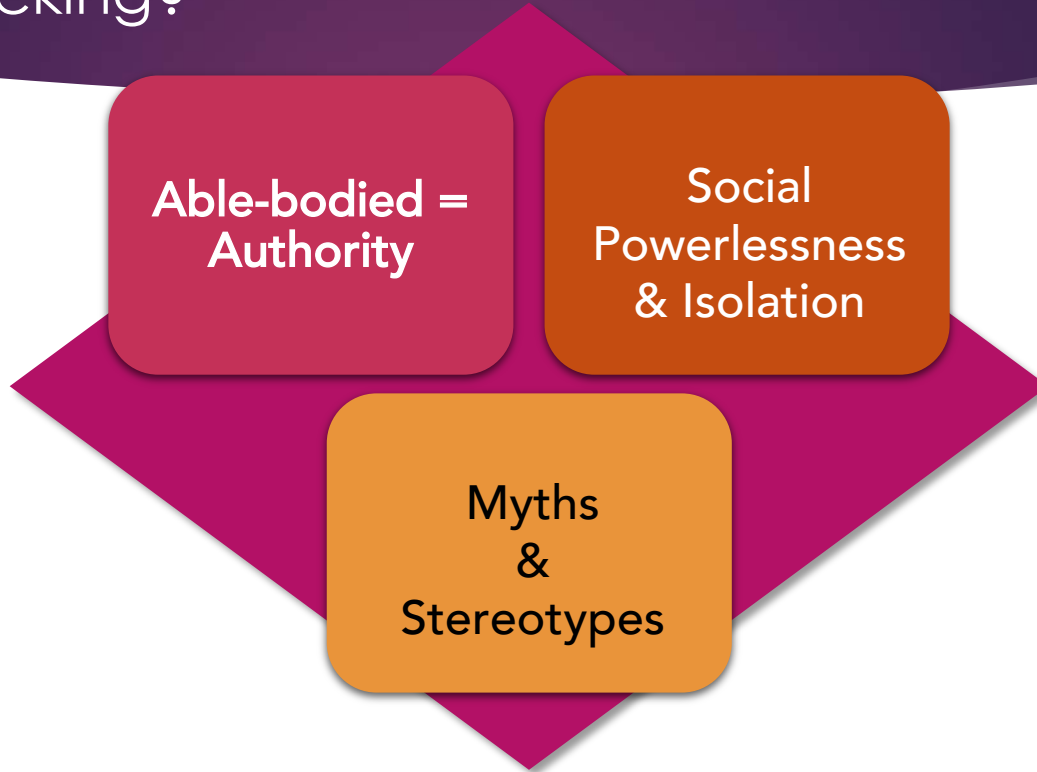 Able-bodied =
Authority
Social
Powerlessness
& Isolation
Myths
&
Stereotypes